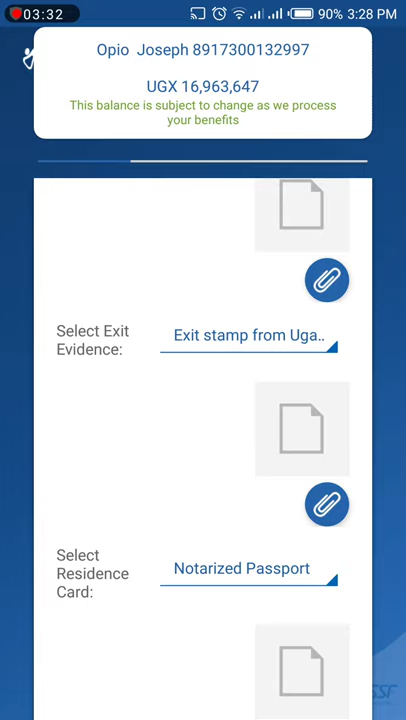 03:32
90% 3:28 PM
Opio Joseph 8917300132997
UGX 16,963,647
This balance is subject to change as we process
your benefits
Select Exit
Evidence:
Exit stamp from Uga..
Select
Residence
Card:
Notarized Passport
SSF